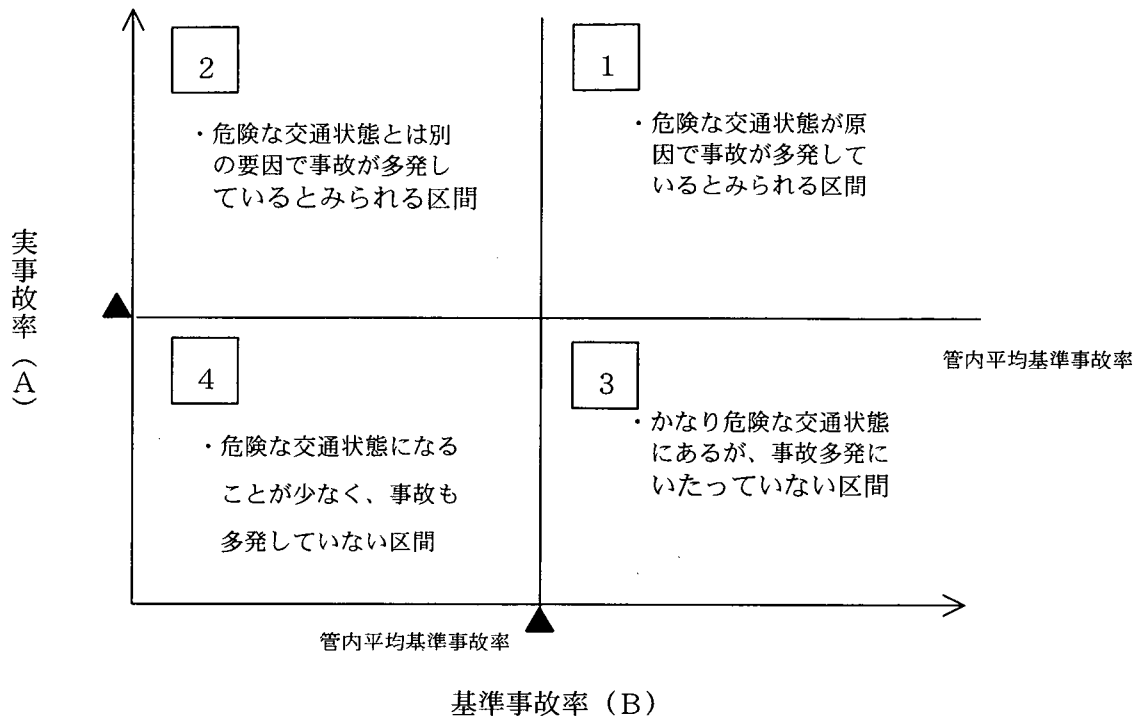 2
・危険な交通状態とは別
の要因で事故が多発し
ているとみられる区間
1
・危険な交通状態が原
因で事故が多発して
いるとみられる区間
実事故率（A）
4
・危険な交通状態になる
ことが少なく、事故も
多発していない区間
3
・かなり危険な交通状態
にあるが、事故多発に
いたっていない区間
管内平均基準事故率
管内平均基準事故率
基準事故率（B）